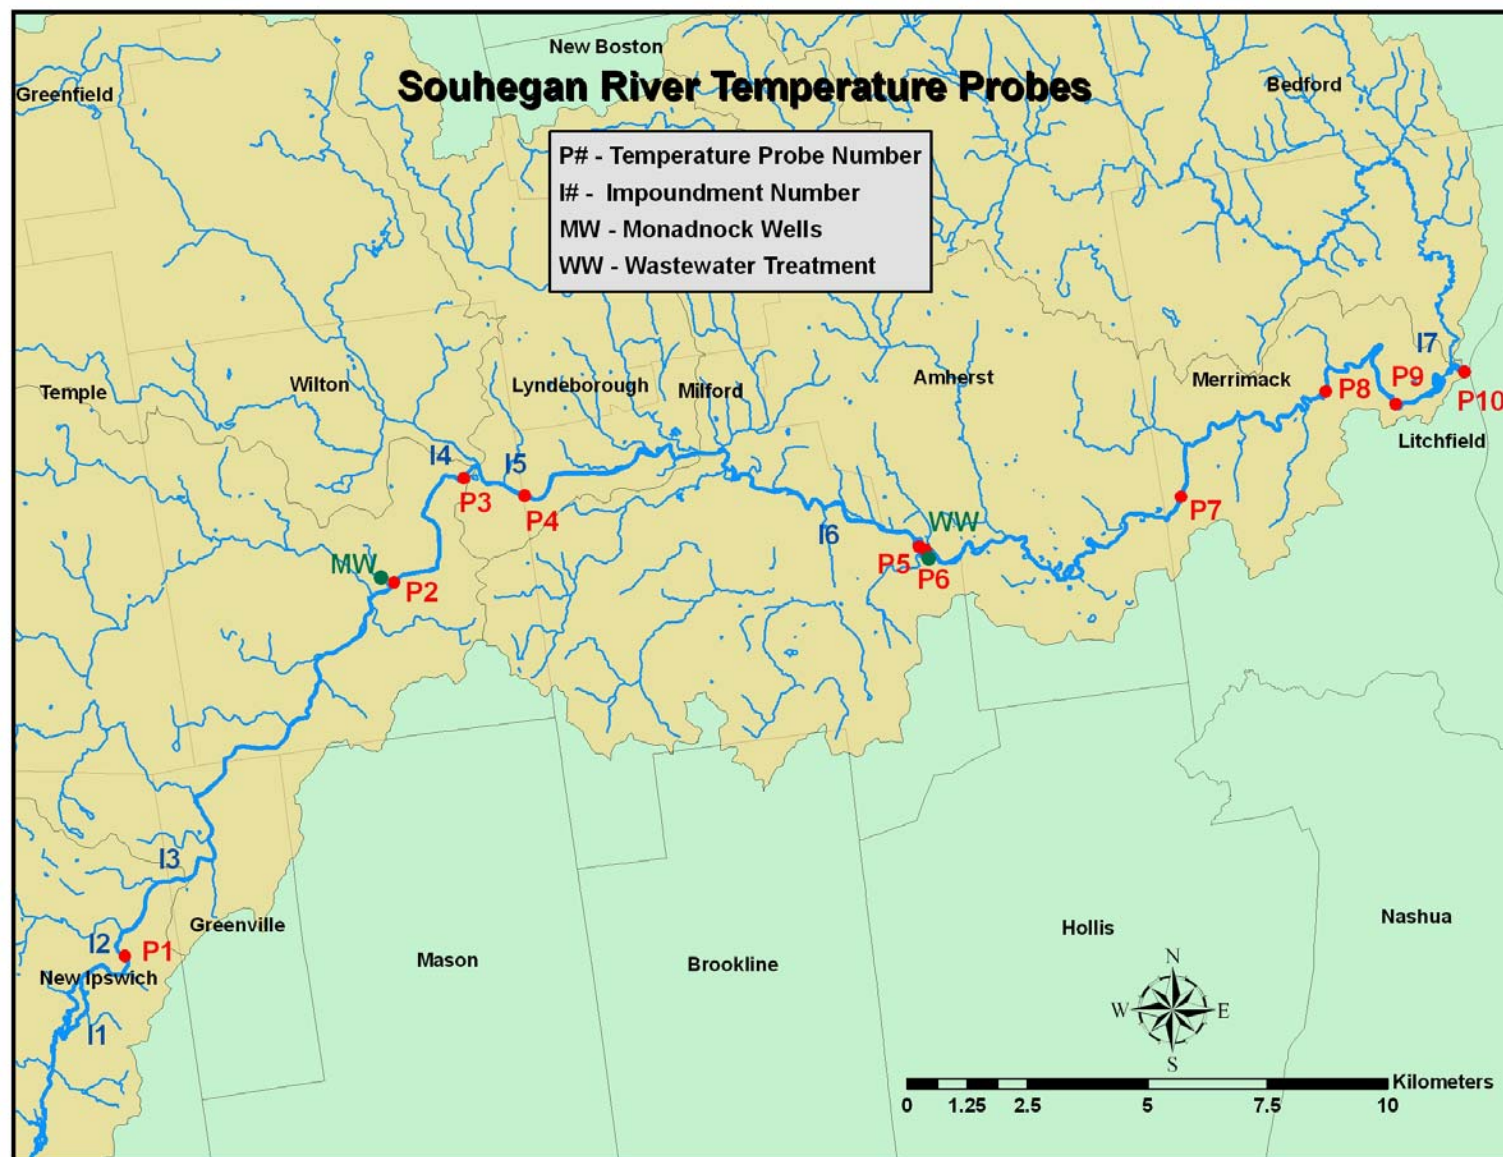 New Boston
Souhegan River Temperature Probes
Greenfield
Bedford
P# - Temperature Probe Number
I# - Impoundment Number
MW - Monadnock Wells
WW - Wastewater Treatment
I7
Temple
Wilton
Lyndeborough
Milford
Amherst
Merrimack
P8
P9
P10
Litchfield
I4
I5
P3
P4
I6
WW
P7
MW
P2
P5
P6
I3
Greenville
I2
P1
New Ipswich
I1
Mason
Brookline
Hollis
Nashua
N
W
E
S
Kilometers
0 1.25 2.5 5 7.5 10